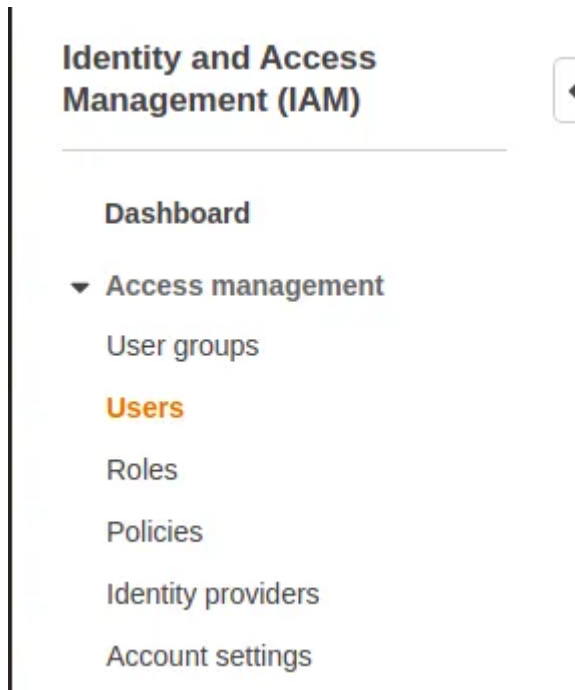 Identity and Access
Management (IAM)
Dashboard
Access management
User groups
Users
Roles
Policies
Identity providers
Account settings